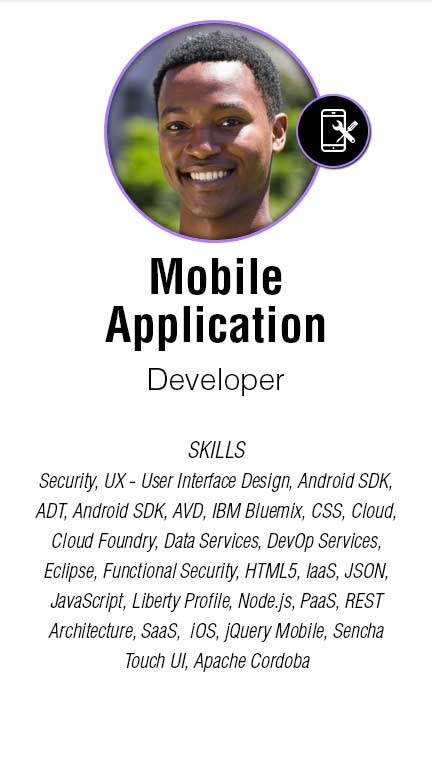 Mobile
Application
Developer
SKILLS
Security, UX - User Interface Design, Android SDK,
ADT, Android SDK, AVD, IBM Bluemix, CSS, Cloud,
Cloud Foundry, Data Services, DevOp Services,
Eclipse, Functional Security, HTML5, IaaS, JSON,
JavaScript, Liberty Profile, Node.js, PaaS, REST
Architecture, SaaS,  iOS, jQuery Mobile, Sencha
Touch UI, Apache Cordoba